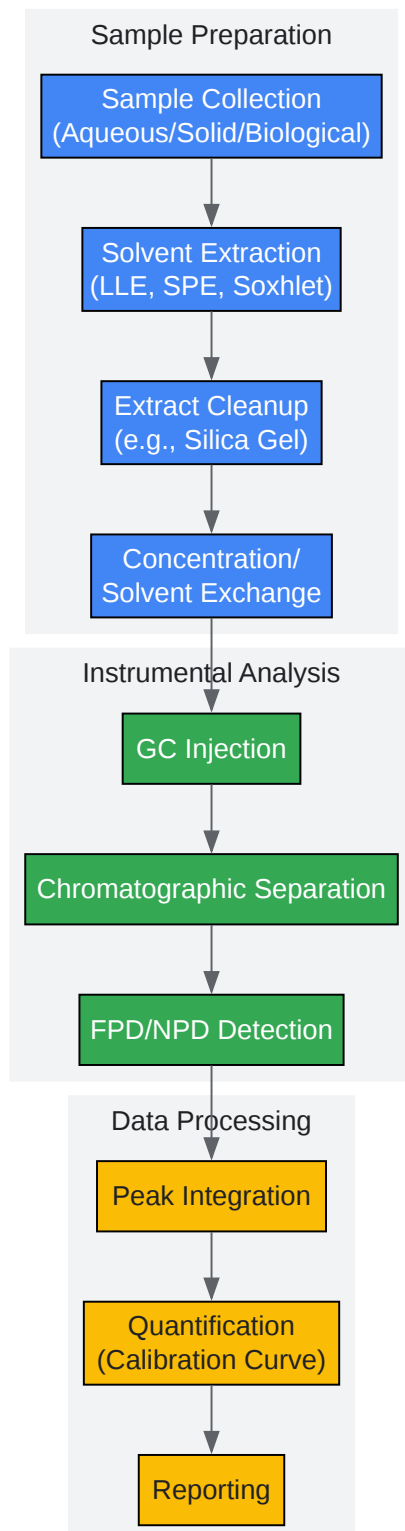 Sample Preparation
Sample Collection
(Aqueous/Solid/Biological)
Solvent Extraction
(LLE, SPE, Soxhlet)
Extract Cleanup
(e.g., Silica Gel)
Concentration/
Solvent Exchange
Instrumental Analysis
GC Injection
Chromatographic Separation
FPD/NPD Detection
Data Processing
Peak Integration
Quantification
(Calibration Curve)
Reporting